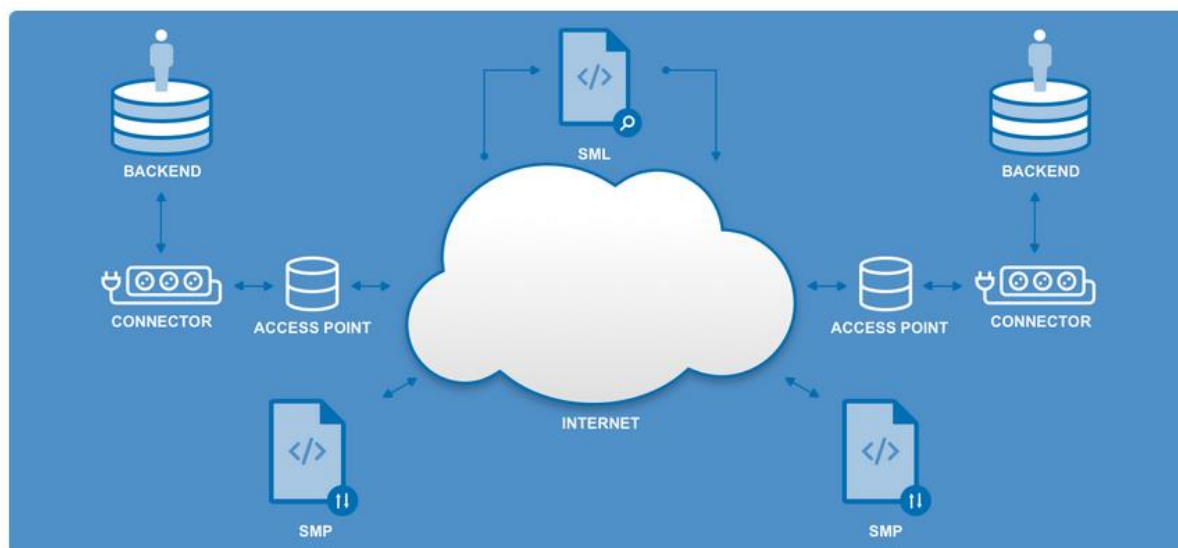 SML
BACKEND
BACKEND
CONNECTOR
ACCESS POINT
ACCESS POINT
CONNECTOR
INTERNET
SMP
SMP